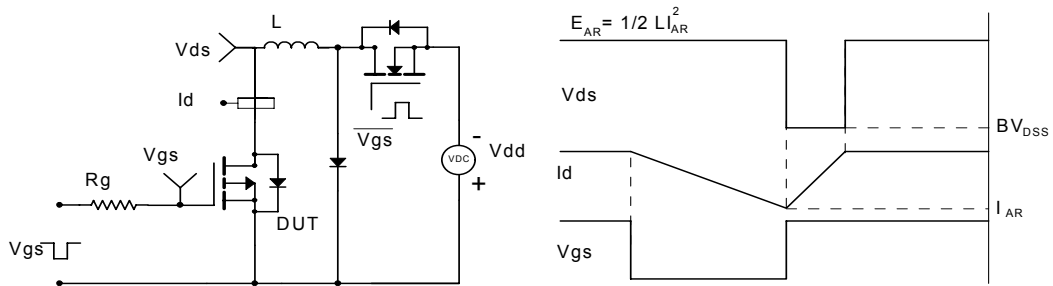 L
Vds
Id
Vgs
Rg
DUT
Vgs
Vgs
VDC
-
+
Vdd
E_AR = 1/2 LI_AR^2
Vds
BV_DSS
Id
I_AR
Vgs